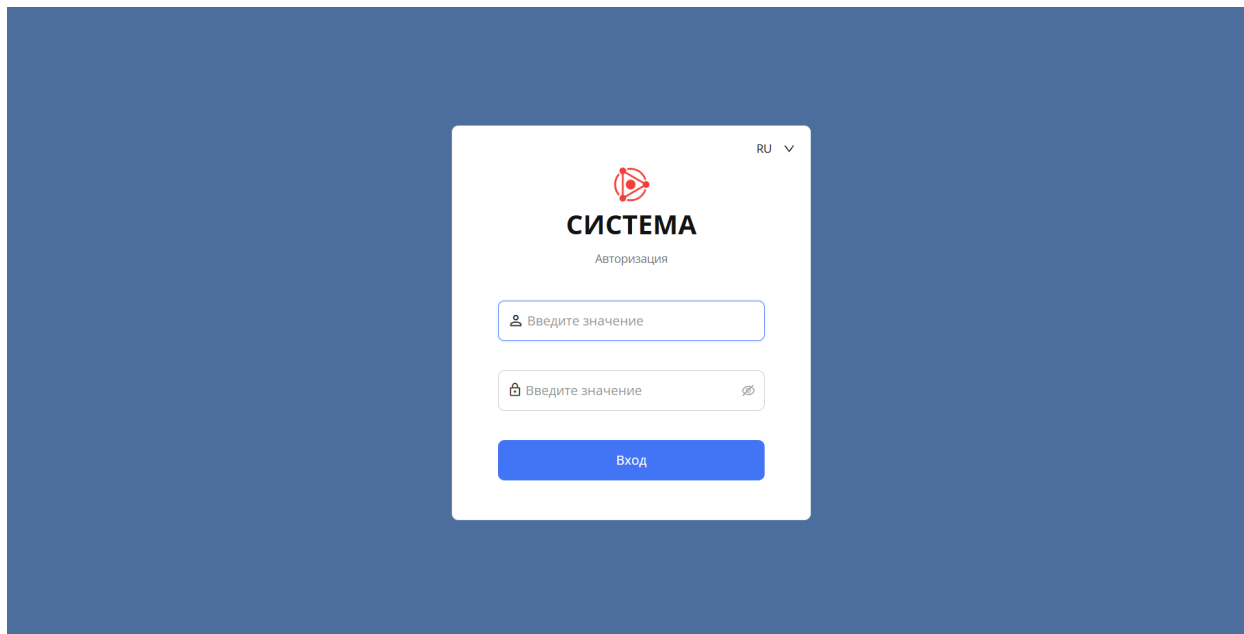 RU
СИСТЕМА
Авторизация
Введите значение
Введите значение
Вход